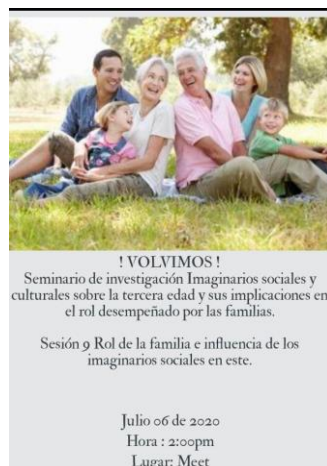 ! VOLVIMOS !
Seminario de investigación Imaginarios sociales y
culturales sobre la tercera edad y sus implicaciones en
el rol desempeñado por las familias.
Sesión 9 Rol de la familia e influencia de los
imaginarios sociales en este.
Julio 06 de 2020
Hora : 2:00pm
Lugar: Meet